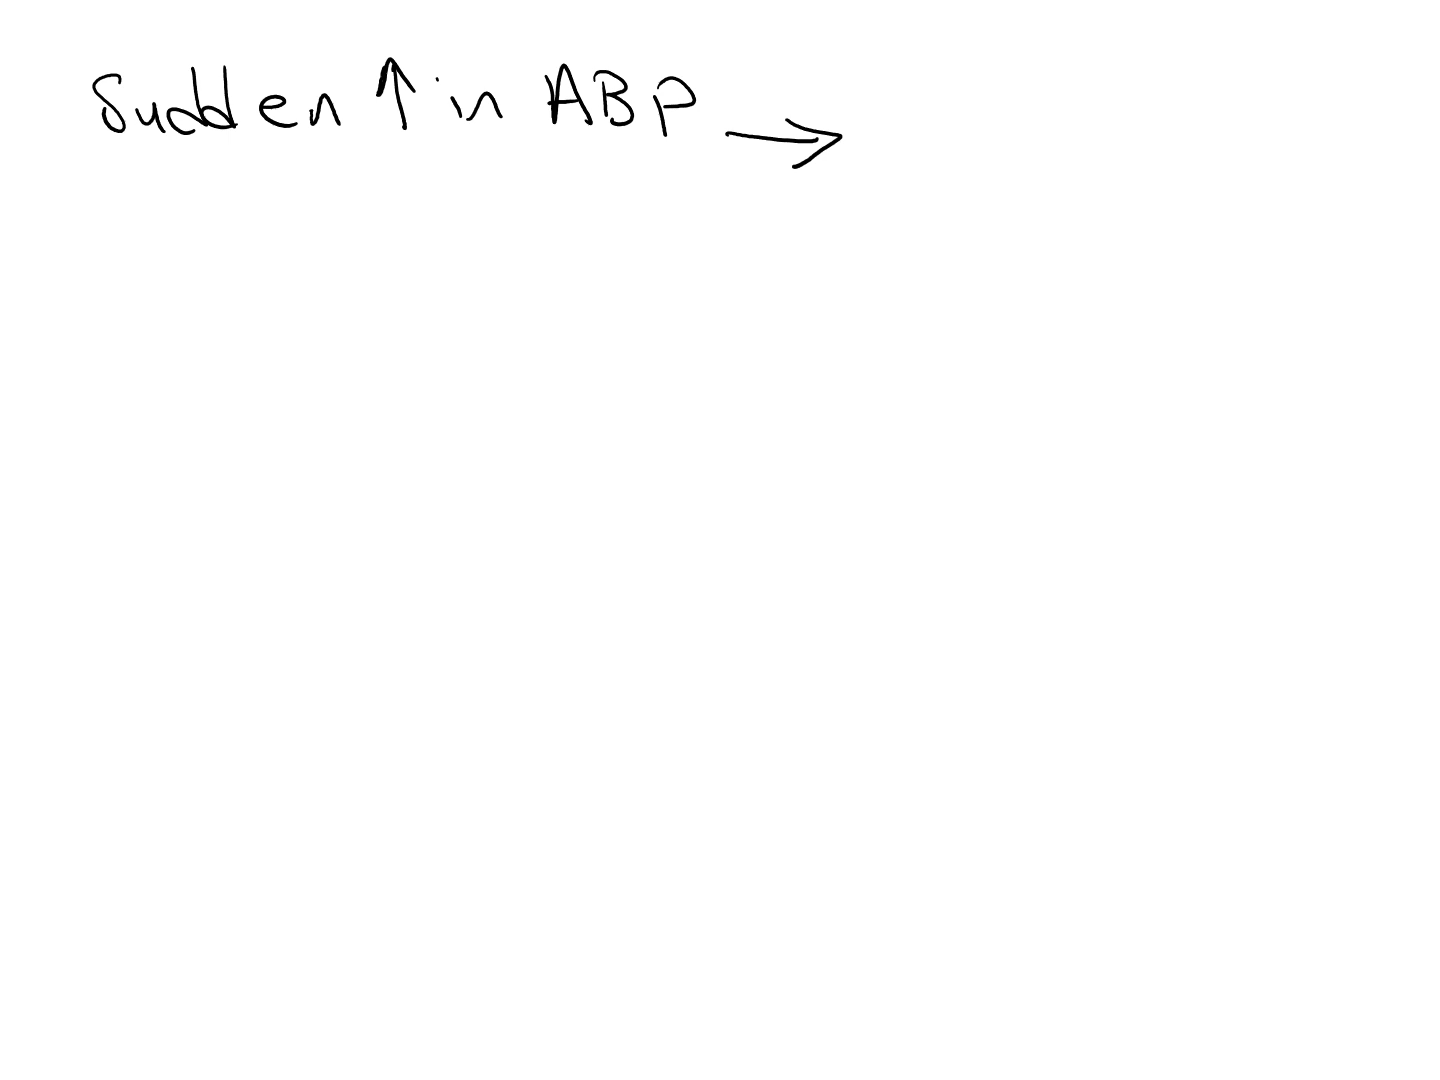 Sudden ↑ in ABP →